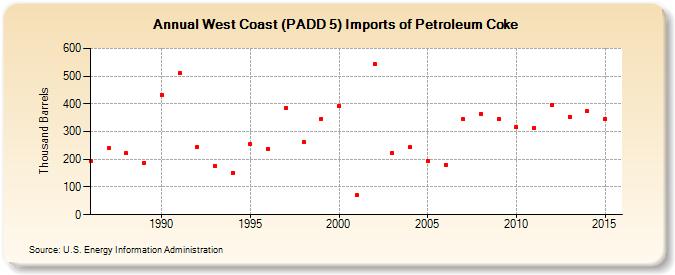 Annual West Coast (PADD 5) Imports of Petroleum Coke
Thousand Barrels
600
500
400
300
200
100
0
1990 1995 2000 2005 2010 2015
Source: U.S. Energy Information Administration